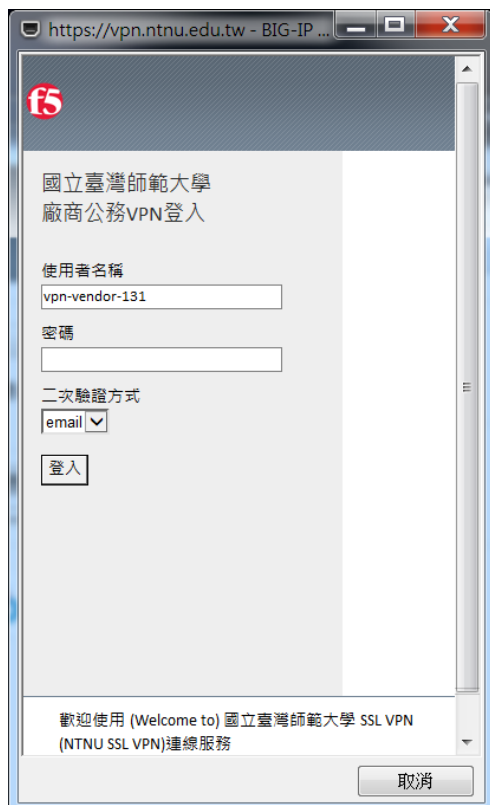 https://vpn.ntnu.edu.tw - BIG-IP ...
f5
國立臺灣師範大學
廠商公務VPN登入
使用者名稱
vpn-vendor-131
密碼
二次驗證方式
email
登入
歡迎使用 (Welcome to) 國立臺灣師範大學 SSL VPN
(NTNU SSL VPN)連線服務
取消